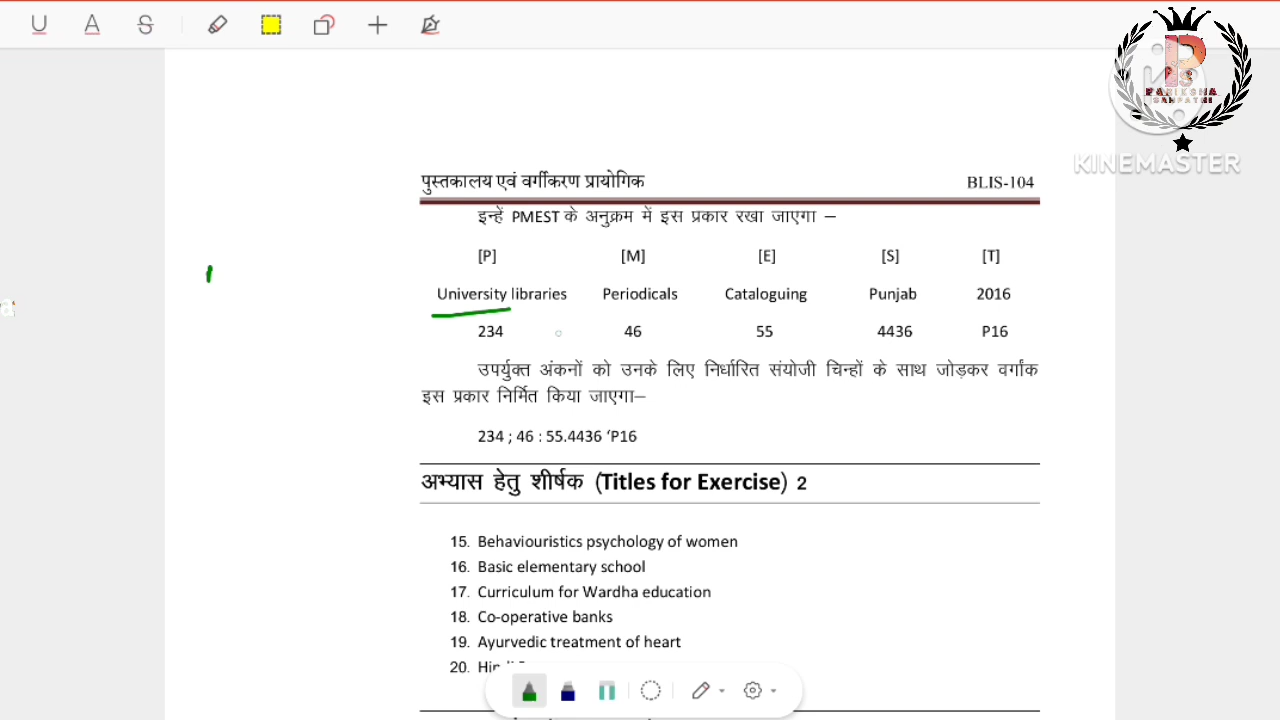 PARIKSHA
SANPATHI
KINEMASTER
पुस्तकालय एवं वर्गीकरण प्रायोगिक BLIS-104
इन्हें PMEST के अनुक्रम में इस प्रकार रखा जाएगा –
[P] [M] [E] [S] [T]
University libraries Periodicals Cataloguing Punjab 2016
234 46 55 4436 P16
उपर्युक्त अंकनों को उनके लिए निर्धारित संयोजी चिन्हों के साथ जोड़कर वर्गांक
इस प्रकार निर्मित किया जाएगा–
234 ; 46 : 55.4436 ‘P16
अभ्यास हेतु शीर्षक (Titles for Exercise) 2
15. Behaviouristics psychology of women
16. Basic elementary school
17. Curriculum for Wardha education
18. Co-operative banks
19. Ayurvedic treatment of heart
20.